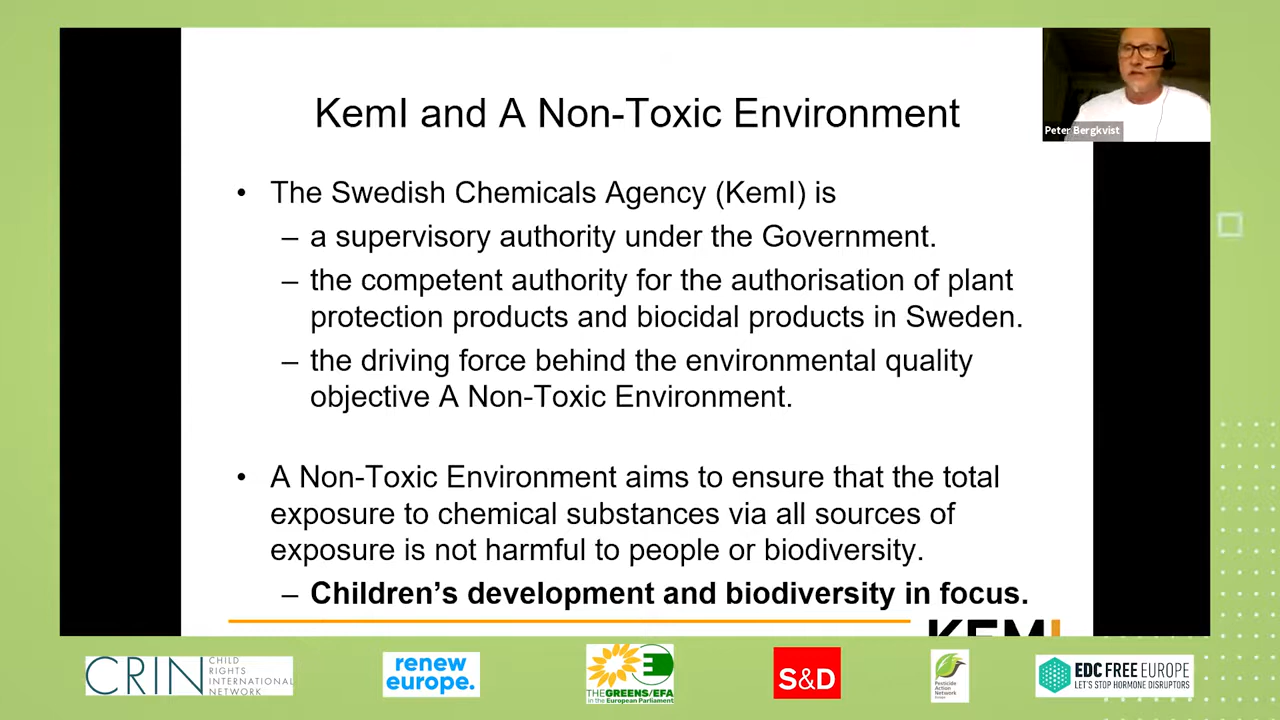 KemI and A Non-Toxic Environment
Peter Bergkvist
• The Swedish Chemicals Agency (KemI) is
– a supervisory authority under the Government.
– the competent authority for the authorisation of plant
protection products and biocidal products in Sweden.
– the driving force behind the environmental quality
objective A Non-Toxic Environment.
• A Non-Toxic Environment aims to ensure that the total
exposure to chemical substances via all sources of
exposure is not harmful to people or biodiversity.
– Children's development and biodiversity in focus.
KEMI
CRIN
CHILD
RIGHTS
INTERNATIONAL
NETWORK
renew
europe.
THE GREENS/EFA
in the European Parliament
S&D
Pesticide
Action
Network
Europe
EDC FREE EUROPE
LET'S STOP HORMONE DISRUPTORS